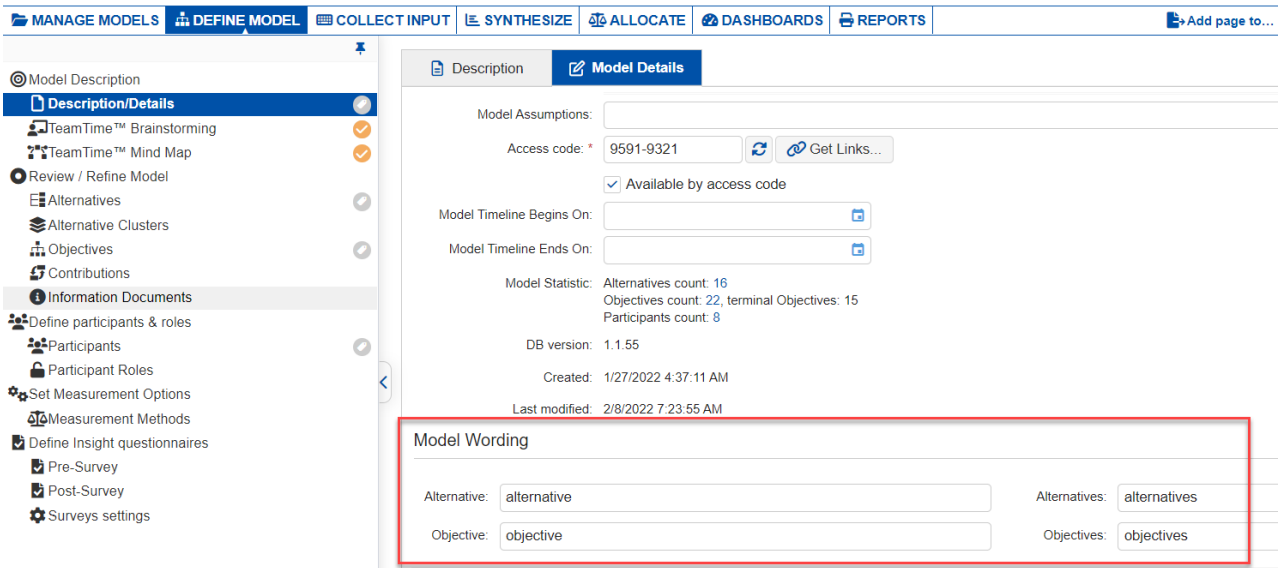 MANAGE MODELS DEFINE MODEL COLLECT INPUT SYNTHESIZE ALLOCATE DASHBOARDS REPORTS Add page to...
Model Description
Description/Details
TeamTime™ Brainstorming
TeamTime™ Mind Map
Review / Refine Model
Alternatives
Alternative Clusters
Objectives
Contributions
Information Documents
Define participants & roles
Participants
Participant Roles
Set Measurement Options
Measurement Methods
Define Insight questionnaires
Pre-Survey
Post-Survey
Surveys settings
Description Model Details
Model Assumptions:
Access code: * 9591-9321 Get Links...
Available by access code
Model Timeline Begins On:
Model Timeline Ends On:
Model Statistic: Alternatives count: 16
Objectives count: 22, terminal Objectives: 15
Participants count: 8
DB version: 1.1.55
Created: 1/27/2022 4:37:11 AM
Last modified: 2/8/2022 7:23:55 AM
Model Wording
Alternative: alternative Alternatives: alternatives
Objective: objective Objectives: objectives